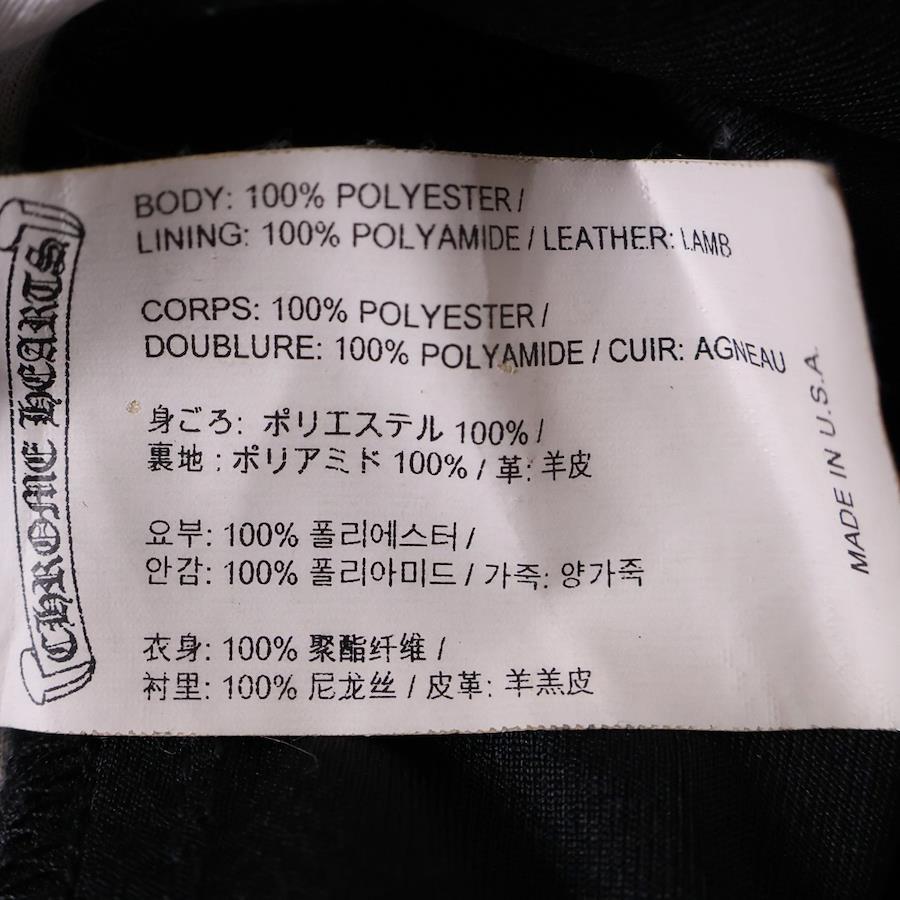 CHROME HEARTS
BODY: 100% POLYESTER /
LINING: 100% POLYAMIDE / LEATHER: LAMB
CORPS: 100% POLYESTER /
DOUBLURE: 100% POLYAMIDE / CUIR: AGNEAU
身ごろ: ポリエステル 100% /
裏地 : ポリアミド 100% / 革: 羊皮
요부: 100% 폴리에스터 /
안감: 100% 폴리아미드 / 가죽: 양가죽
衣身: 100% 聚酯纤维 /
衬里: 100% 尼龙丝 / 皮革: 羊羔皮
MADE IN U.S.A.